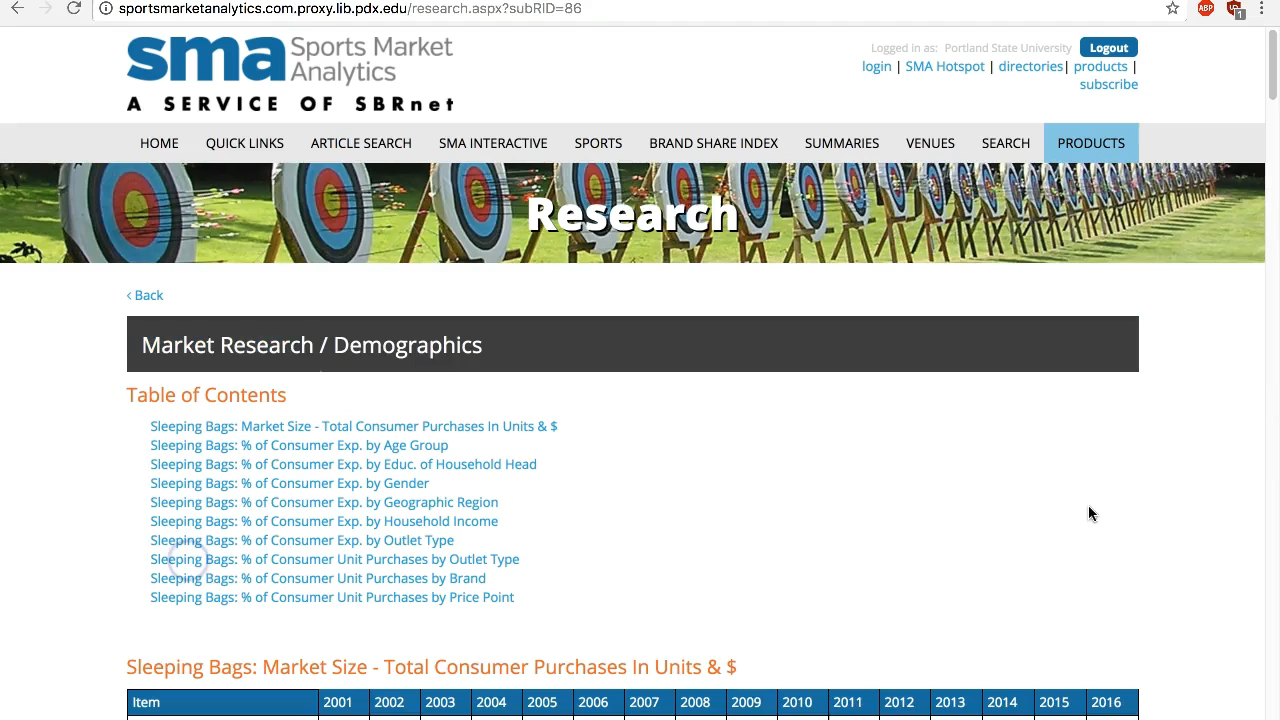 sportsmarketanalytics.com.proxy.lib.pdx.edu/research.aspx?subRID=86
ABP
1
sma Sports Market Analytics
A SERVICE OF SBRnet
Logged in as: Portland State University Logout
login | SMA Hotspot | directories| products |
subscribe
HOME QUICK LINKS ARTICLE SEARCH SMA INTERACTIVE SPORTS BRAND SHARE INDEX SUMMARIES VENUES SEARCH PRODUCTS
Research
‹ Back
Market Research / Demographics
Table of Contents
Sleeping Bags: Market Size - Total Consumer Purchases In Units & $
Sleeping Bags: % of Consumer Exp. by Age Group
Sleeping Bags: % of Consumer Exp. by Educ. of Household Head
Sleeping Bags: % of Consumer Exp. by Gender
Sleeping Bags: % of Consumer Exp. by Geographic Region
Sleeping Bags: % of Consumer Exp. by Household Income
Sleeping Bags: % of Consumer Exp. by Outlet Type
Sleeping Bags: % of Consumer Unit Purchases by Outlet Type
Sleeping Bags: % of Consumer Unit Purchases by Brand
Sleeping Bags: % of Consumer Unit Purchases by Price Point
Sleeping Bags: Market Size - Total Consumer Purchases In Units & $
Item 2001 2002 2003 2004 2005 2006 2007 2008 2009 2010 2011 2012 2013 2014 2015 2016